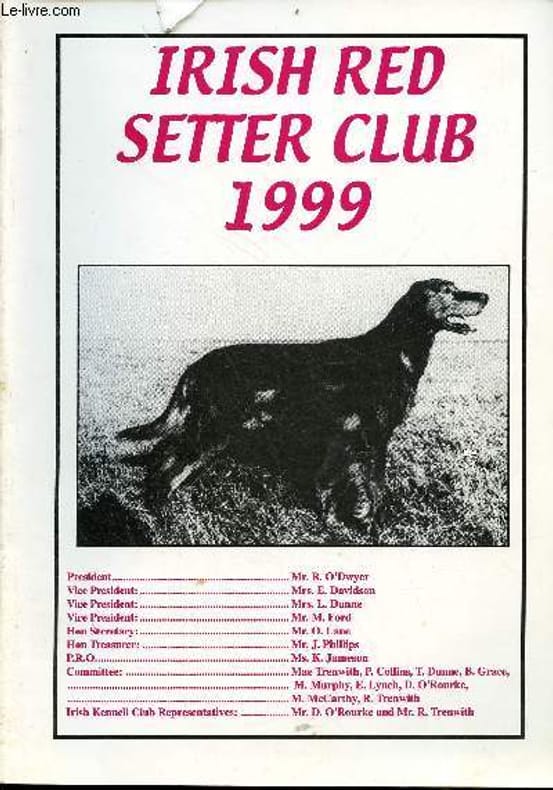 Le-livre.com
IRISH RED
SETTER CLUB
1999
President........................................................ Mr. R. O'Dwyer
Vice President: ................................................ Mrs. E. Davidson
Vice President: ................................................ Mrs. L. Dunne
Vice President: ................................................ Mr. M. Ford
Hon Secretary: ................................................ Mr. O. Lane
Hon Treasurer: ................................................ Mr. J. Phillips
P.R.O. ............................................................ Ms. K. Jameson
Committee: .................................................... Mae Trenwith, P. Collins, T. Dunne, B. Grace,
........................................................................ M. Murphy, E. Lynch, D. O'Rourke,
........................................................................ M. McCarthy, R. Trenwith
Irish Kennell Club Representatives: ............... Mr. D. O'Rourke and Mr. R. Trenwith